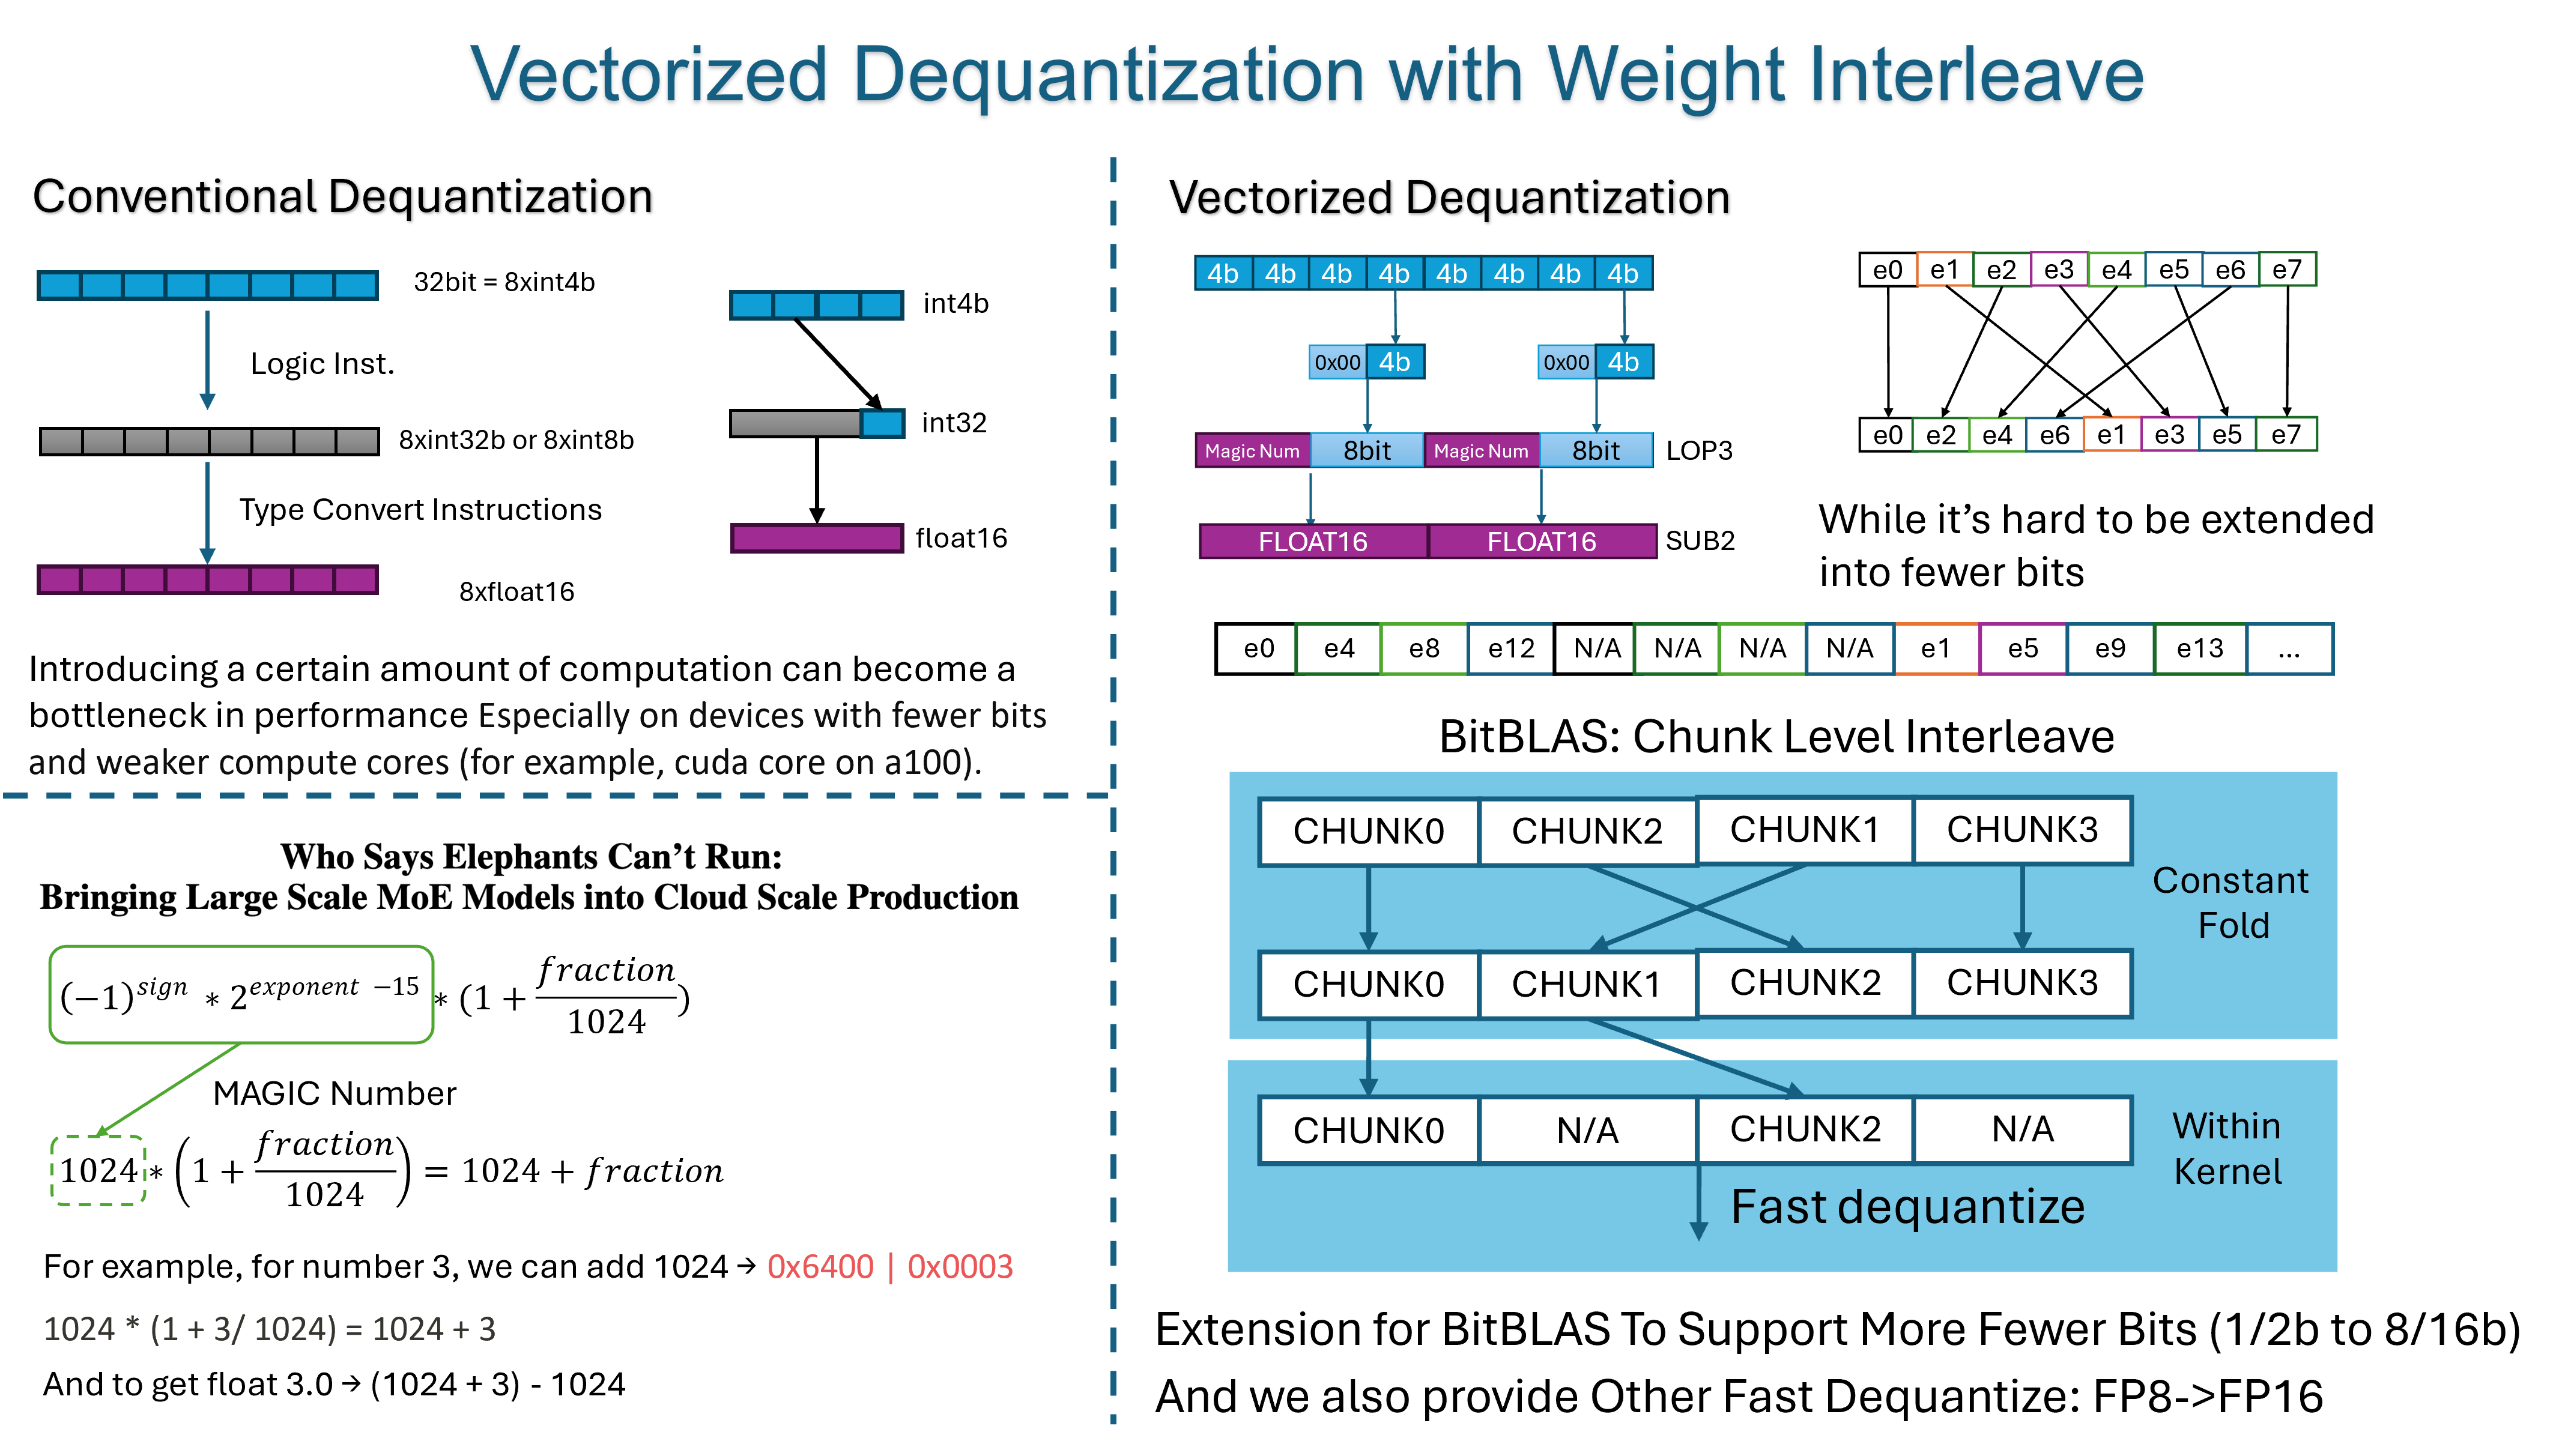 Vectorized Dequantization with Weight Interleave
Conventional Dequantization
32bit = 8xint4b
Logic Inst.
8xint32b or 8xint8b
Type Convert Instructions
8xfloat16
int4b
int32
float16
Introducing a certain amount of computation can become a
bottleneck in performance Especially on devices with fewer bits
and weaker compute cores (for example, cuda core on a100).
Who Says Elephants Can't Run:
Bringing Large Scale MoE Models into Cloud Scale Production
(−1)^sign * 2^exponent −15 * (1 + fraction/1024)
MAGIC Number
1024 * (1 + fraction/1024) = 1024 + fraction
For example, for number 3, we can add 1024 → 0x6400 | 0x0003
1024 * (1 + 3/ 1024) = 1024 + 3
And to get float 3.0 → (1024 + 3) - 1024
Vectorized Dequantization
4b 4b 4b 4b 4b 4b 4b 4b
0x00 4b 0x00 4b
Magic Num 8bit Magic Num 8bit LOP3
FLOAT16 FLOAT16 SUB2
e0 e1 e2 e3 e4 e5 e6 e7
e0 e2 e4 e6 e1 e3 e5 e7
While it's hard to be extended
into fewer bits
e0 e4 e8 e12 N/A N/A N/A N/A e1 e5 e9 e13 ...
BitBLAS: Chunk Level Interleave
CHUNK0 CHUNK2 CHUNK1 CHUNK3
Constant
Fold
CHUNK0 CHUNK1 CHUNK2 CHUNK3
CHUNK0 N/A CHUNK2 N/A
Within
Kernel
Fast dequantize
Extension for BitBLAS To Support More Fewer Bits (1/2b to 8/16b)
And we also provide Other Fast Dequantize: FP8->FP16